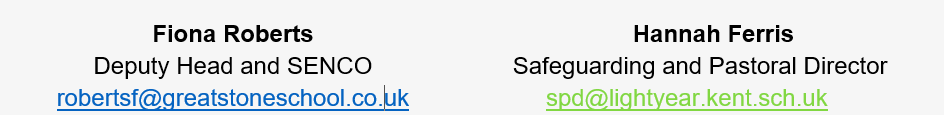 Fiona Roberts
Deputy Head and SENCO
robertsf@greatstoneschool.co.uk
Hannah Ferris
Safeguarding and Pastoral Director
spd@lightyear.kent.sch.uk